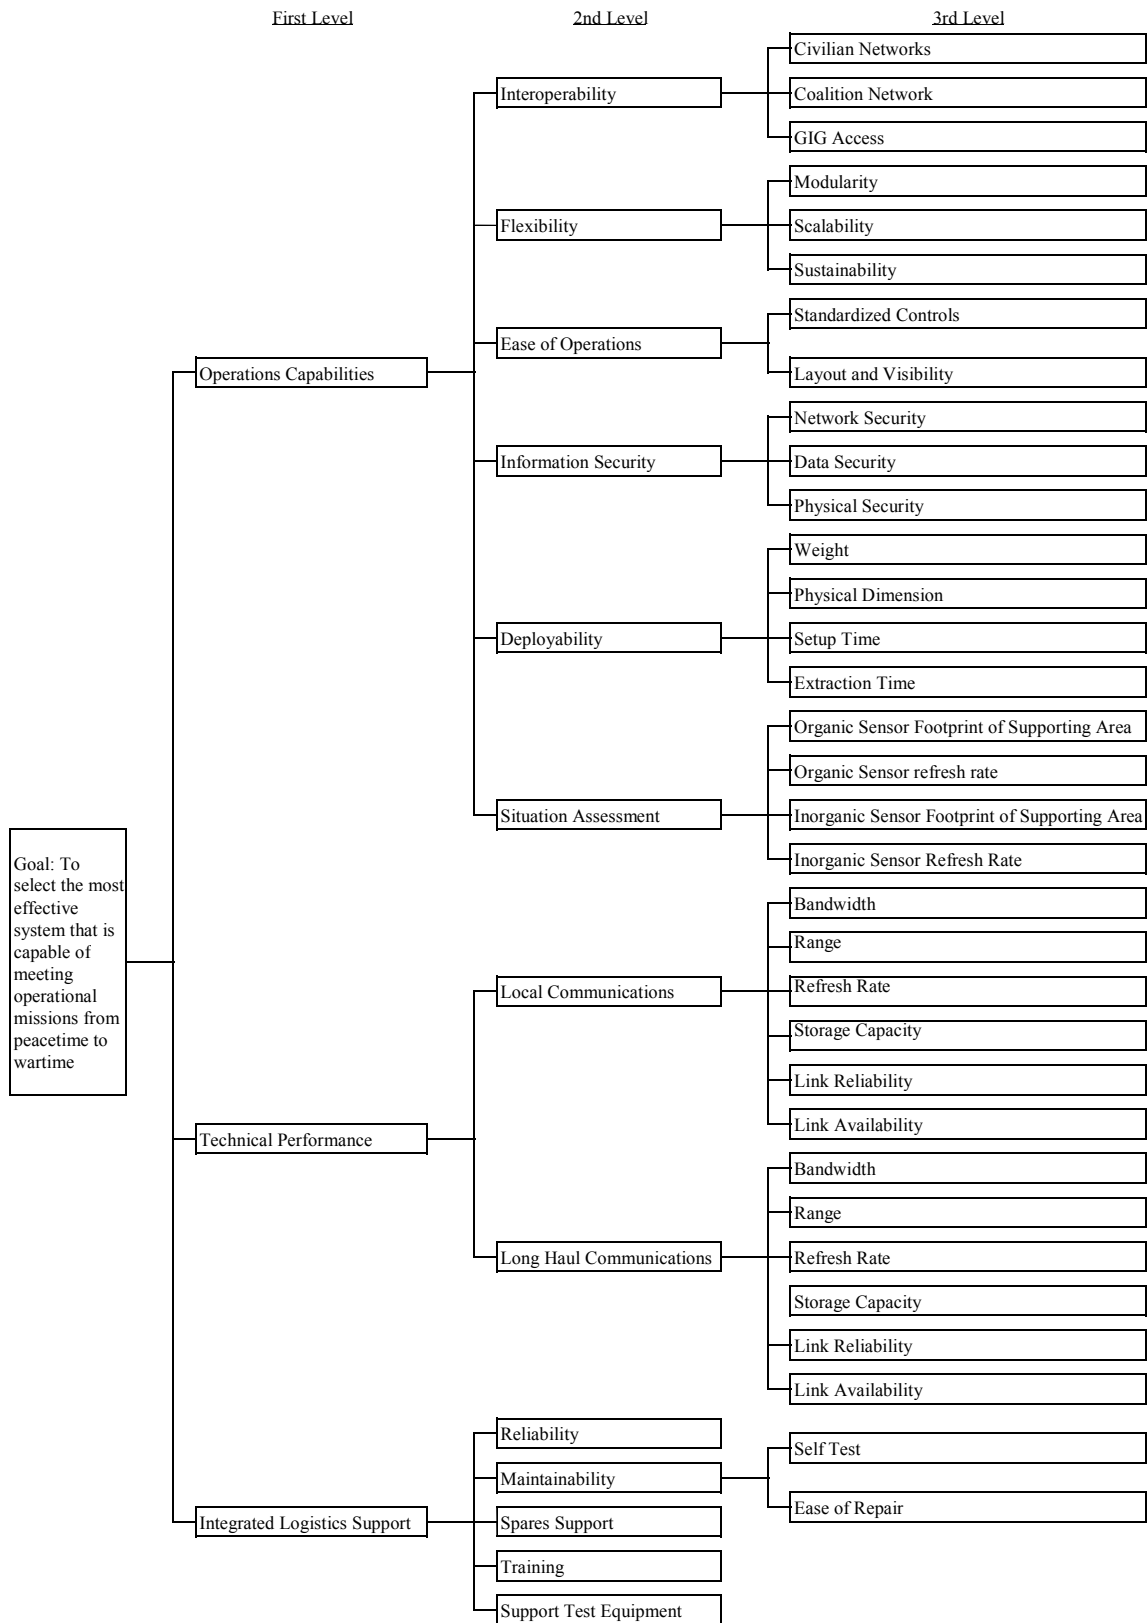 First Level
2nd Level
3rd Level
Goal: To
select the most
effective
system that is
capable of
meeting
operational
missions from
peacetime to
wartime
Operations Capabilities
Interoperability
Civilian Networks
Coalition Network
GIG Access
Flexibility
Modularity
Scalability
Sustainability
Ease of Operations
Standardized Controls
Layout and Visibility
Information Security
Network Security
Data Security
Physical Security
Deployability
Weight
Physical Dimension
Setup Time
Extraction Time
Situation Assessment
Organic Sensor Footprint of Supporting Area
Organic Sensor refresh rate
Inorganic Sensor Footprint of Supporting Area
Inorganic Sensor Refresh Rate
Technical Performance
Local Communications
Bandwidth
Range
Refresh Rate
Storage Capacity
Link Reliability
Link Availability
Long Haul Communications
Bandwidth
Range
Refresh Rate
Storage Capacity
Link Reliability
Link Availability
Integrated Logistics Support
Reliability
Maintainability
Self Test
Ease of Repair
Spares Support
Training
Support Test Equipment